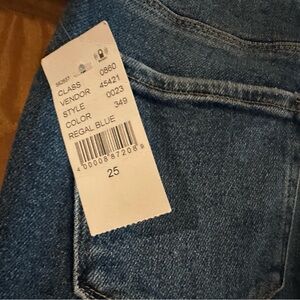 CLASS 0860
VENDOR 45421
STYLE 0023
COLOR 349
REGAL BLUE
25